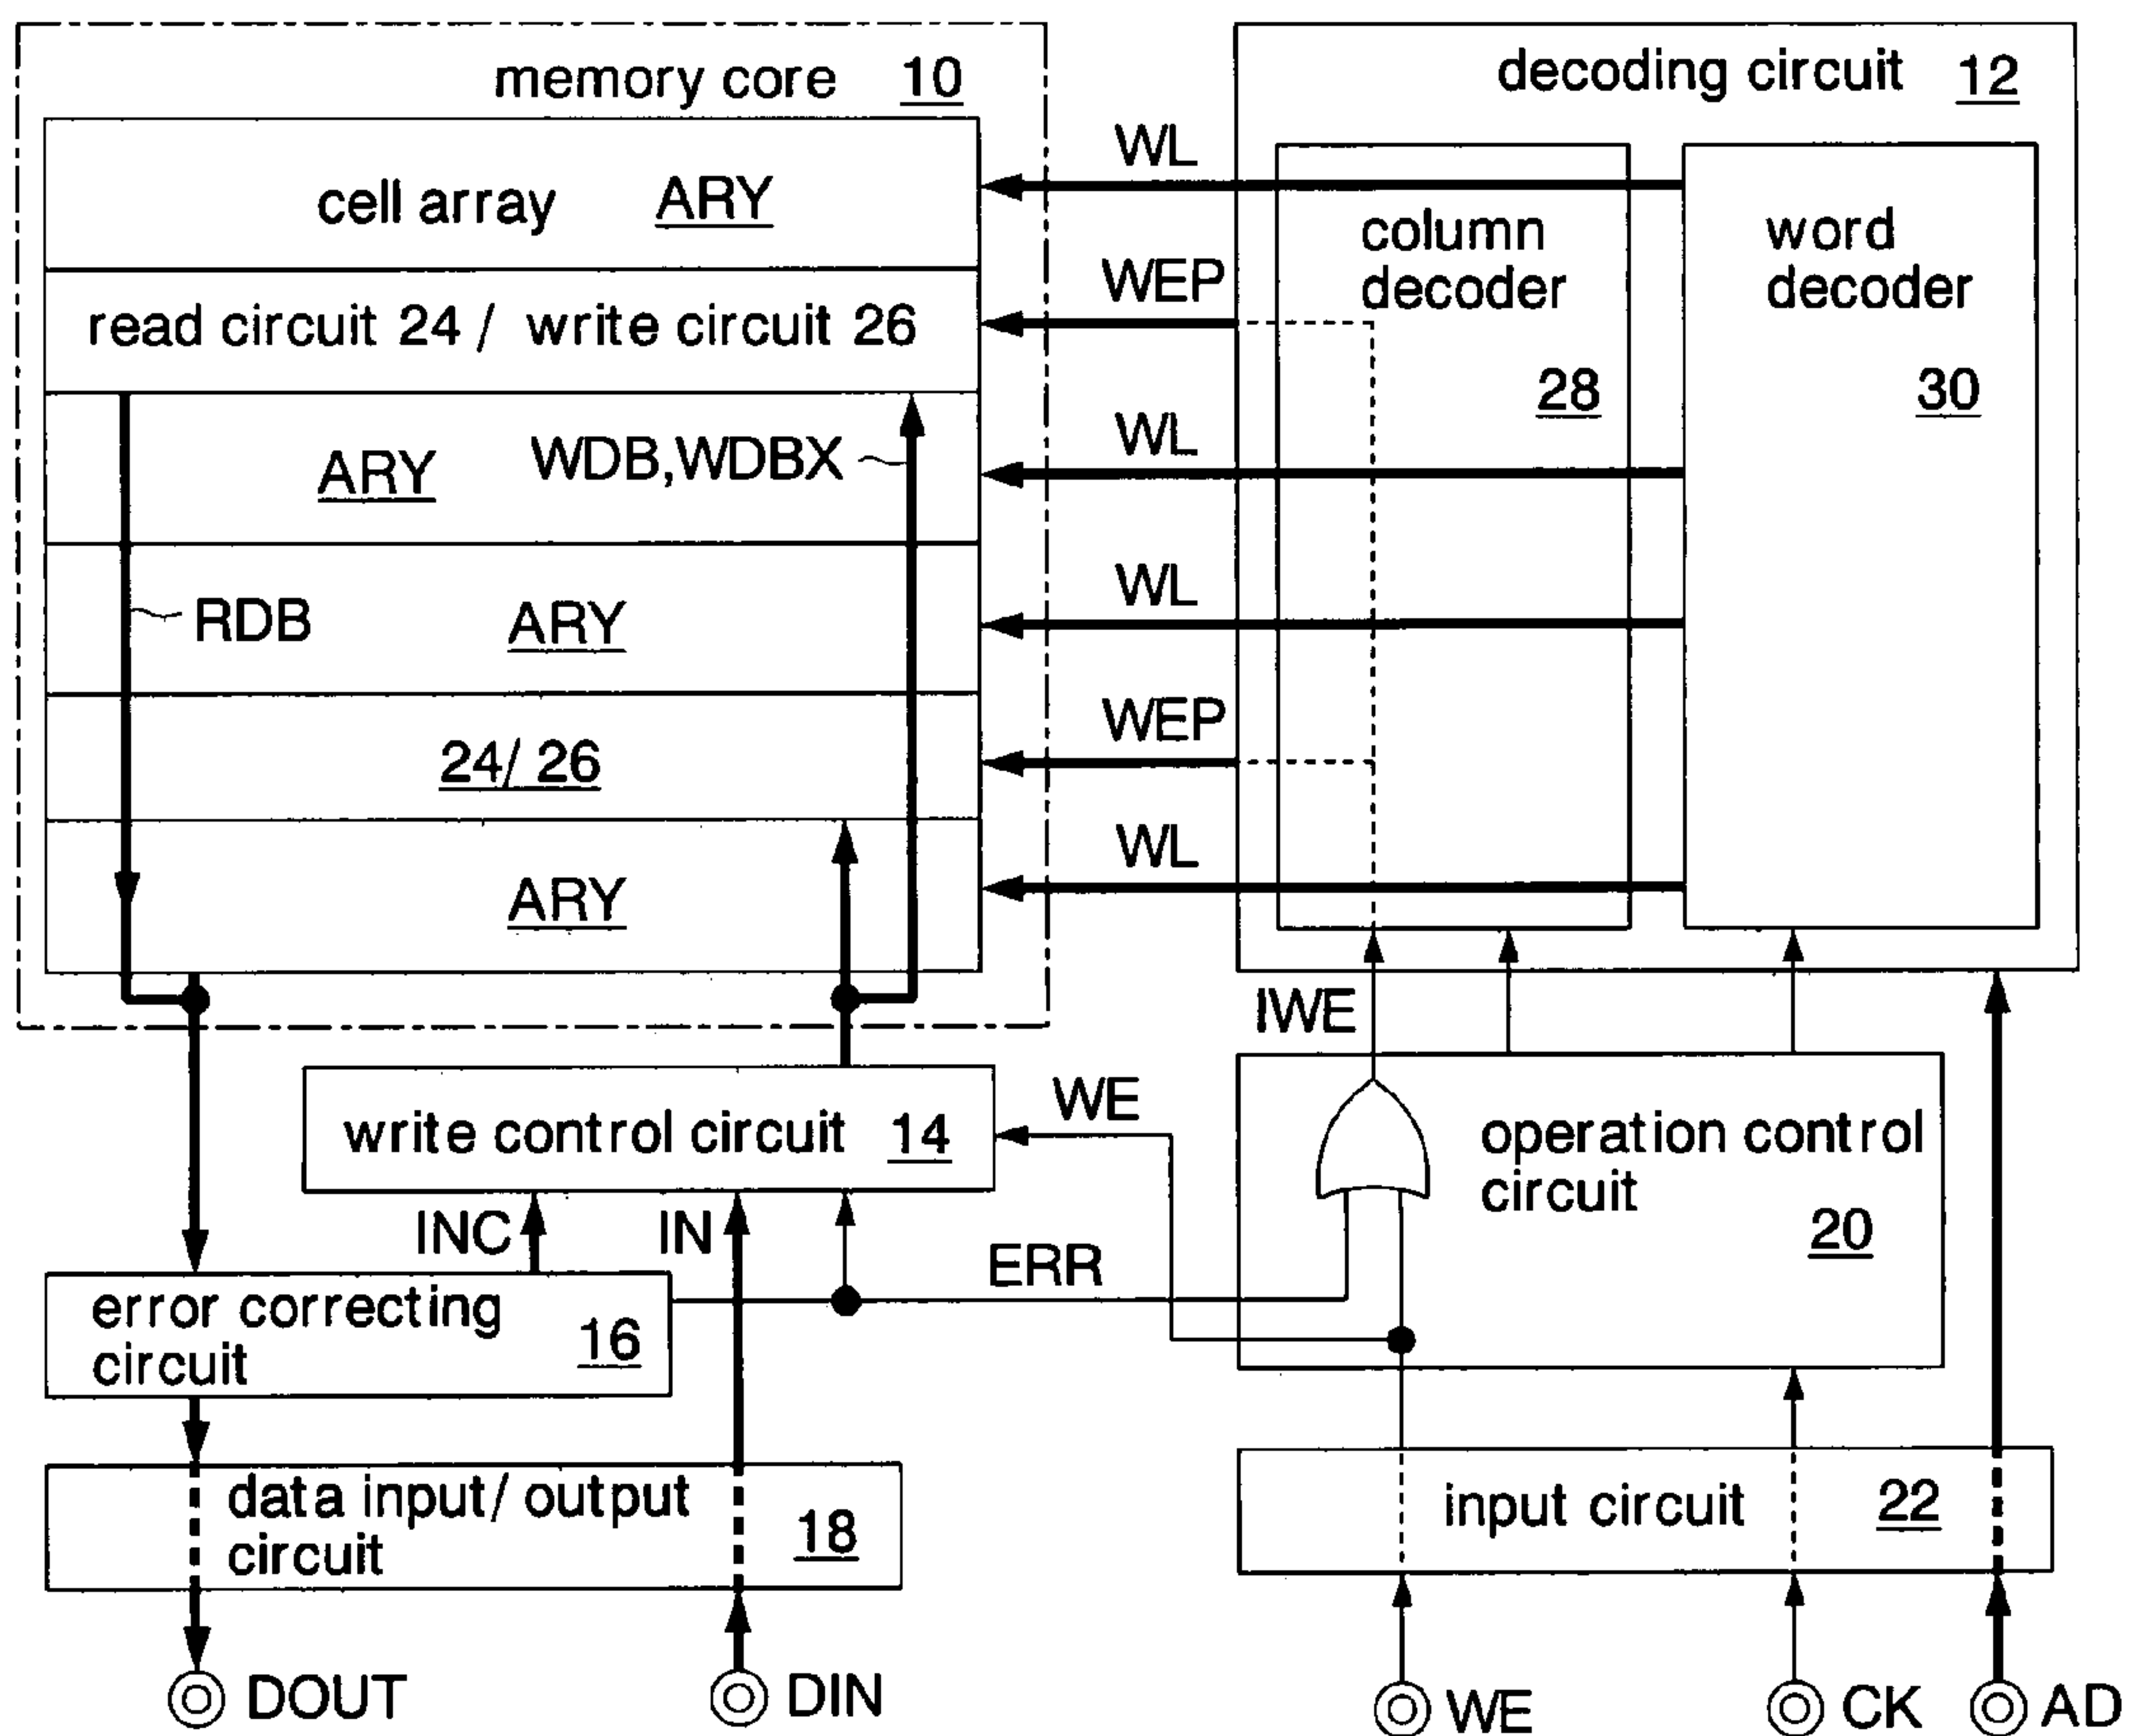 memory core 10
decoding circuit 12
cell array ARY
WL
column
decoder
28
word
decoder
30
read circuit 24 / write circuit 26
WEP
ARY
WDB,WDBX
WL
RDB
ARY
WL
24/ 26
WEP
ARY
WL
IWE
write control circuit 14
WE
operation control
circuit
20
INC
IN
ERR
error correcting
circuit
16
data input/ output
circuit
18
input circuit 22
DOUT
DIN
WE
CK
AD